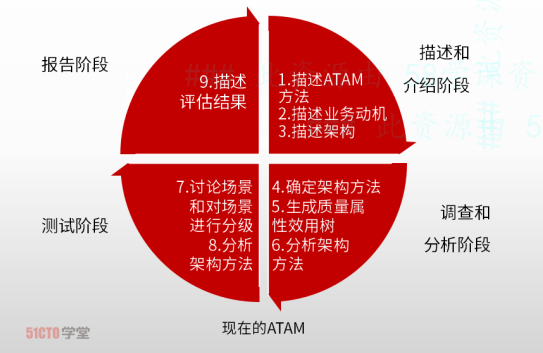 报告阶段
9.描述
评估结果
1.描述ATAM
方法
2.描述业务动机
3.描述架构
描述和
介绍阶段
测试阶段
7.讨论场景
和对场景
进行分级
8.分析
架构方法
4.确定架构方法
5.生成质量属
性效用树
6.分析架构
方法
调查和
分析阶段
现在的ATAM
51CTO学堂